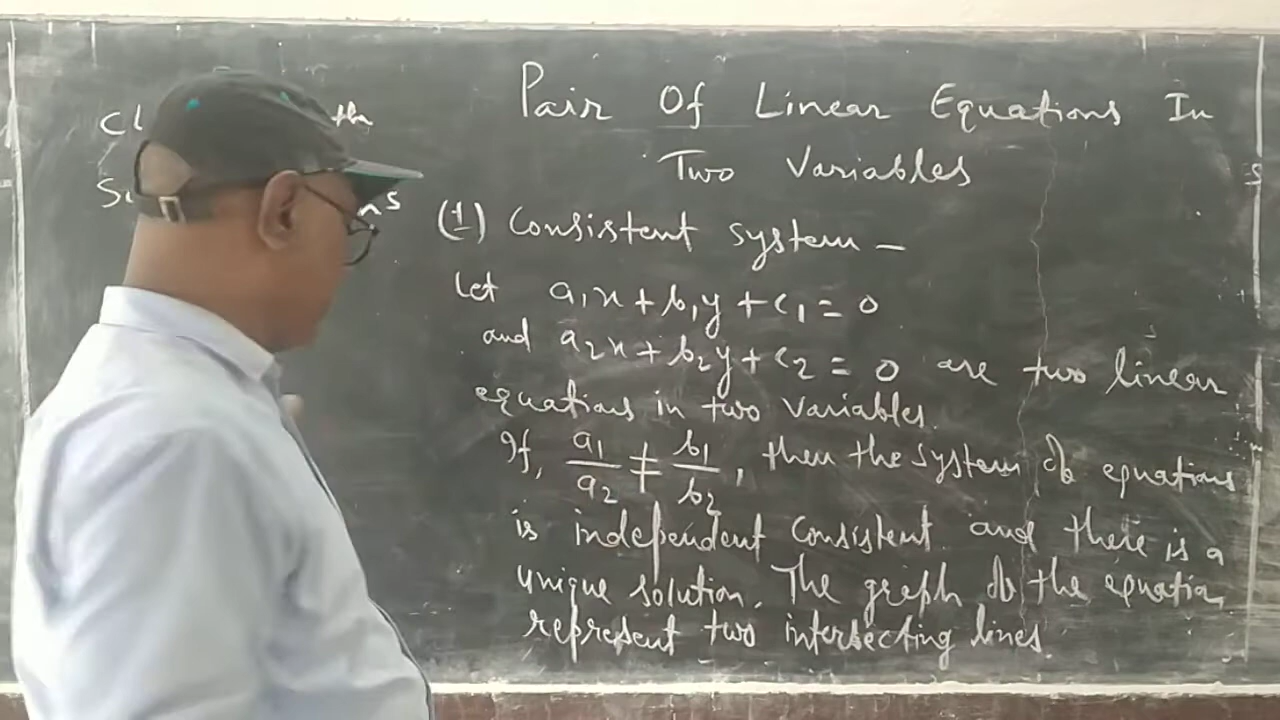 Pair Of Linear Equations In
Two Variables
th
(1) Consistent system –
Let a₁x + b₁y + c₁ = 0
and a₂x + b₂y + c₂ = 0 are two linear
equations in two variables.
If, a₁/a₂ ≠ b₁/b₂, then the system of equations
is independent consistent and there is a
unique solution. The graph of the equation
represent two intersecting lines.